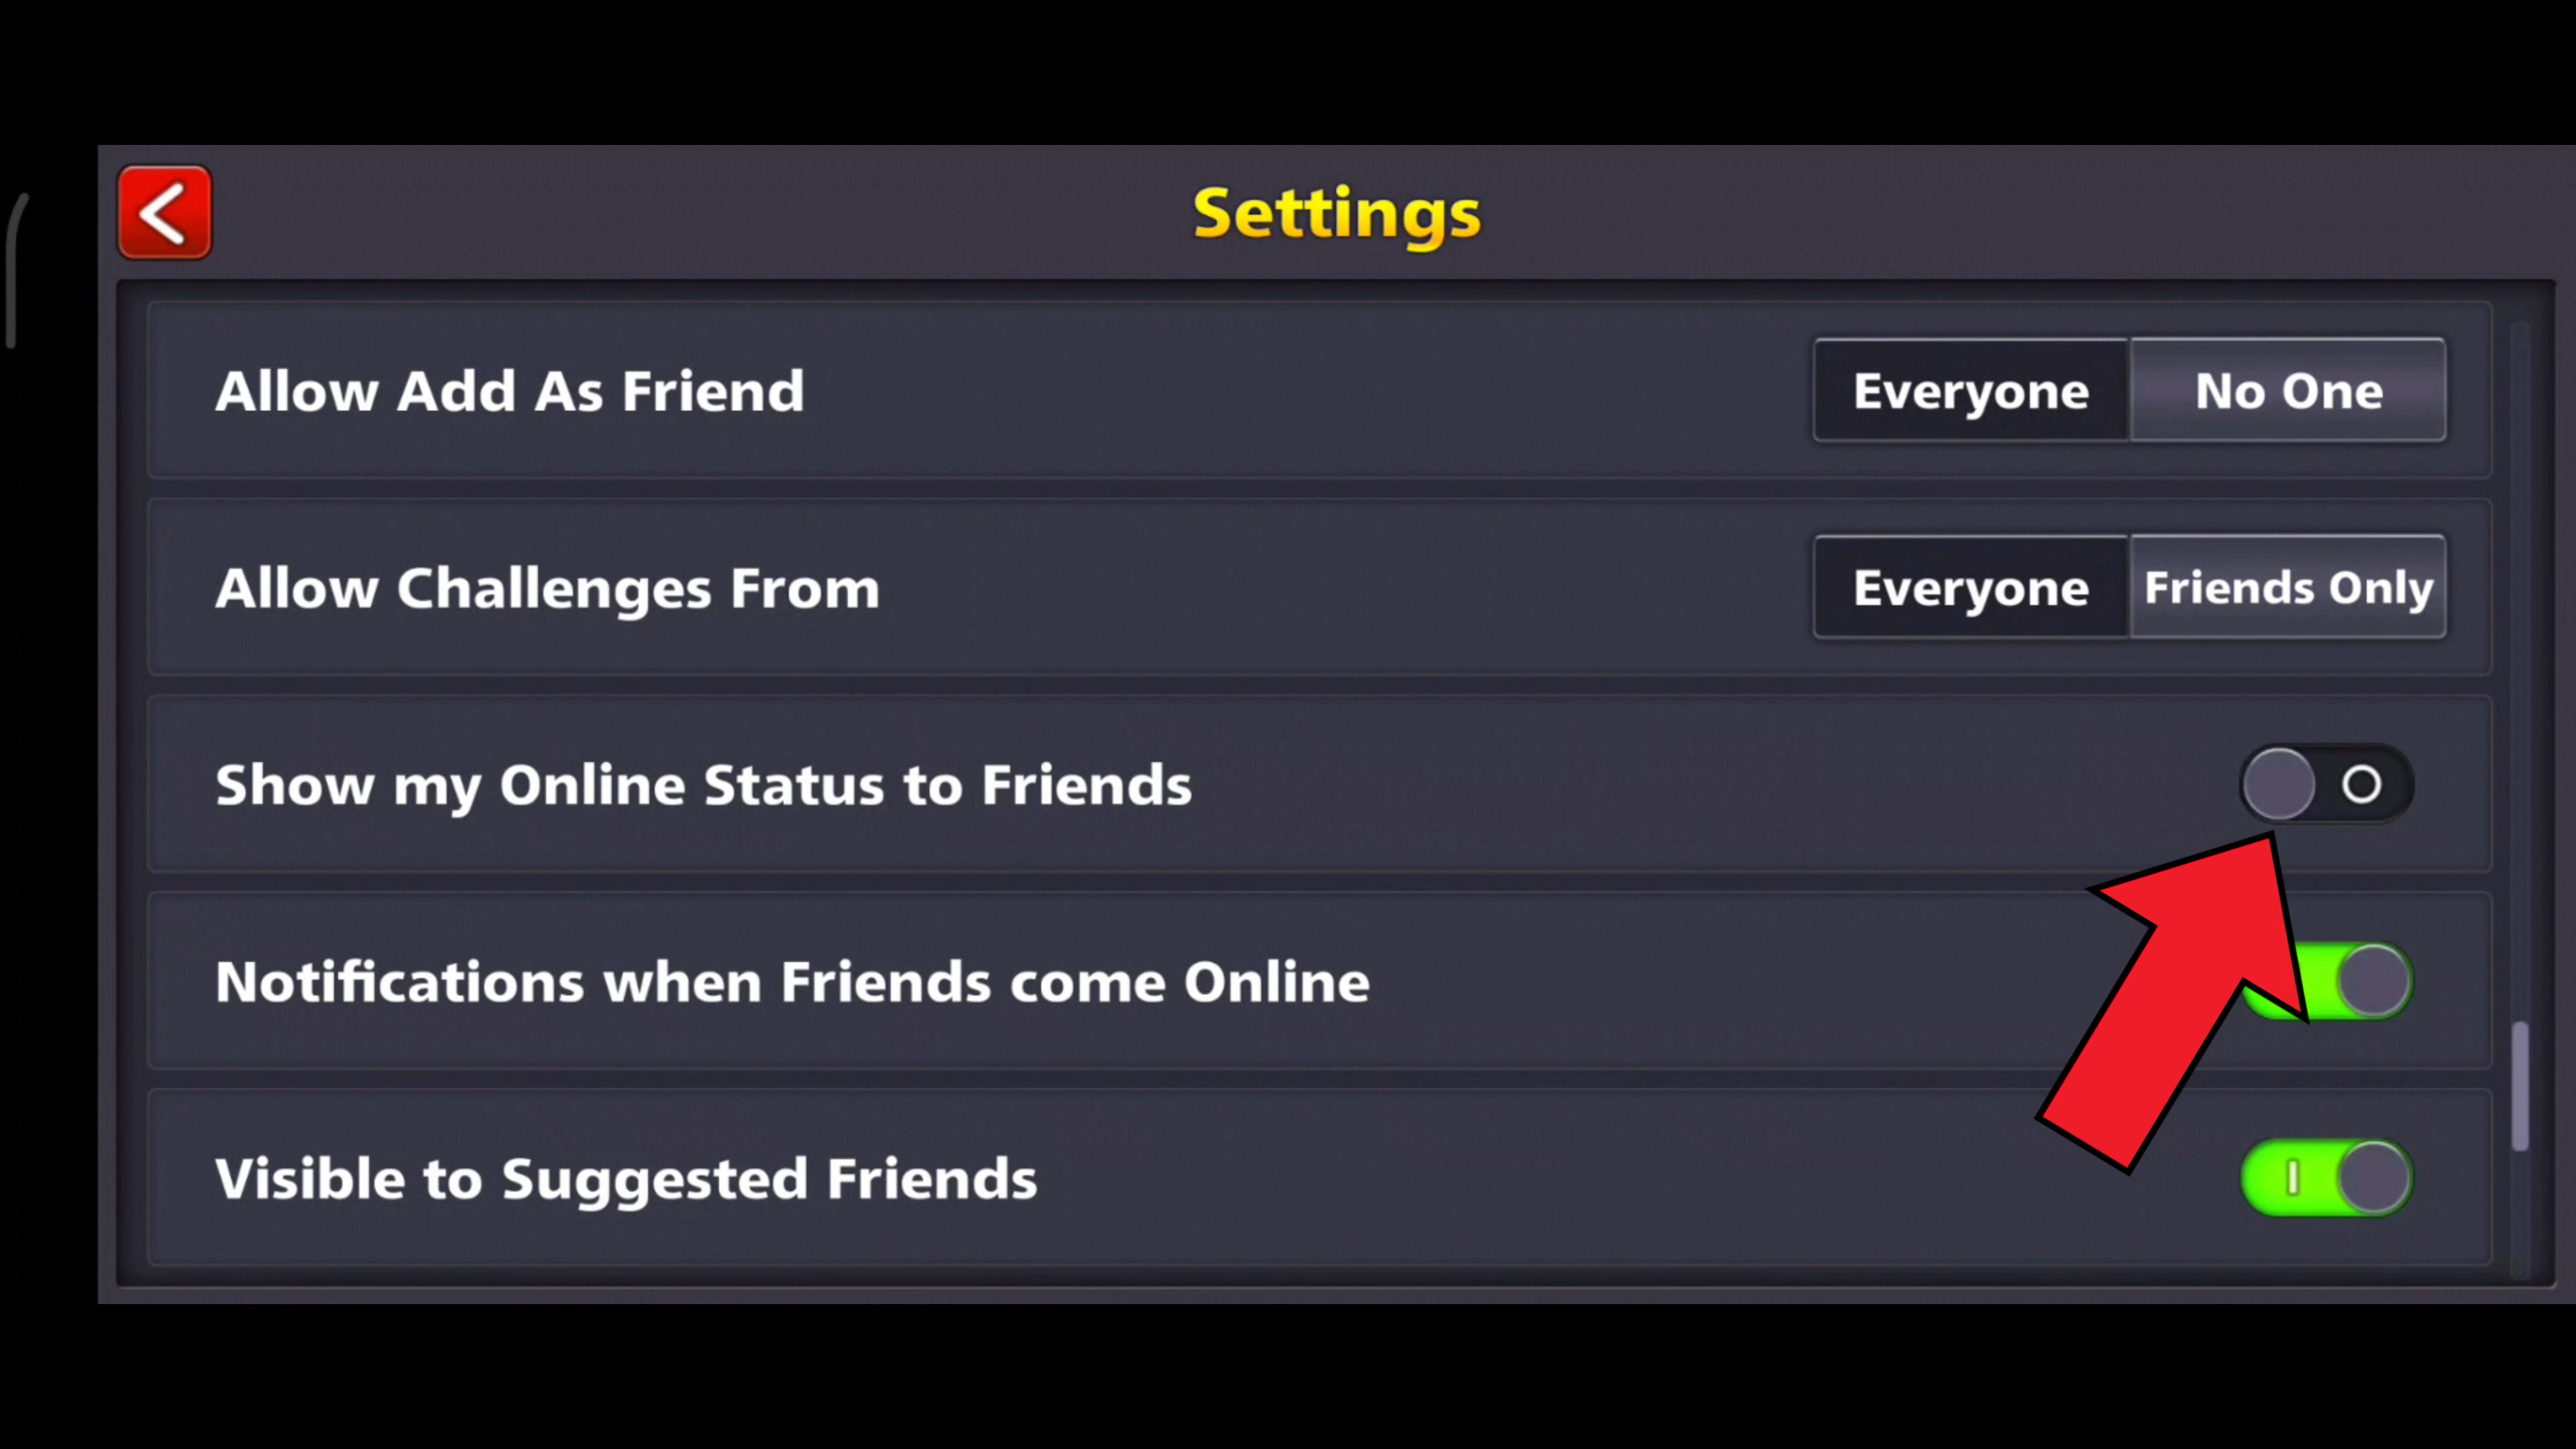 Settings
Allow Add As Friend Everyone No One
Allow Challenges From Everyone Friends Only
Show my Online Status to Friends
Notifications when Friends come Online
Visible to Suggested Friends